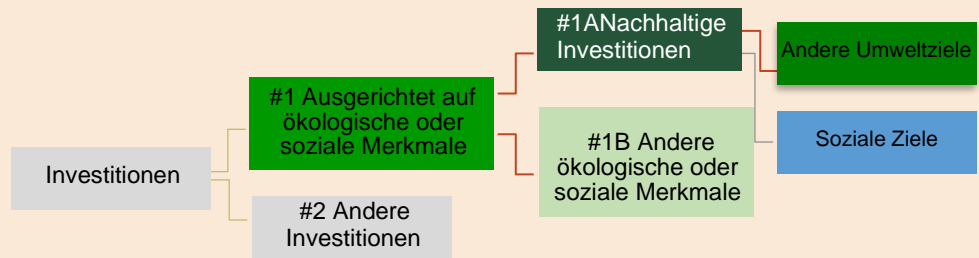 Investitionen
#1 Ausgerichtet auf
ökologische oder
soziale Merkmale
#2 Andere
Investitionen
#1ANachhaltige
Investitionen
#1B Andere
ökologische oder
soziale Merkmale
Andere Umweltziele
Soziale Ziele